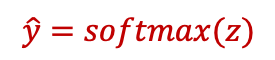 ŷ = softmax(z)